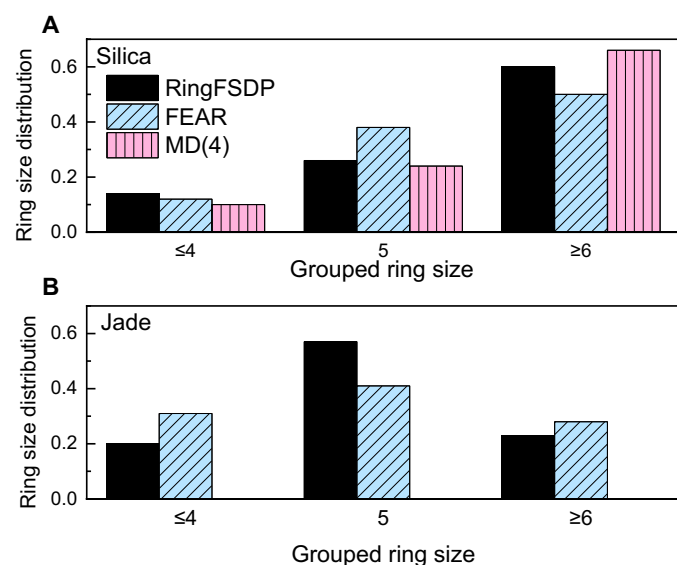 A
Silica
RingFSDP
FEAR
MD(4)
Ring size distribution
0.6
0.4
0.2
0.0
≤4 5 ≥6
Grouped ring size
B
Jade
Ring size distribution
0.6
0.4
0.2
0.0
≤4 5 ≥6
Grouped ring size